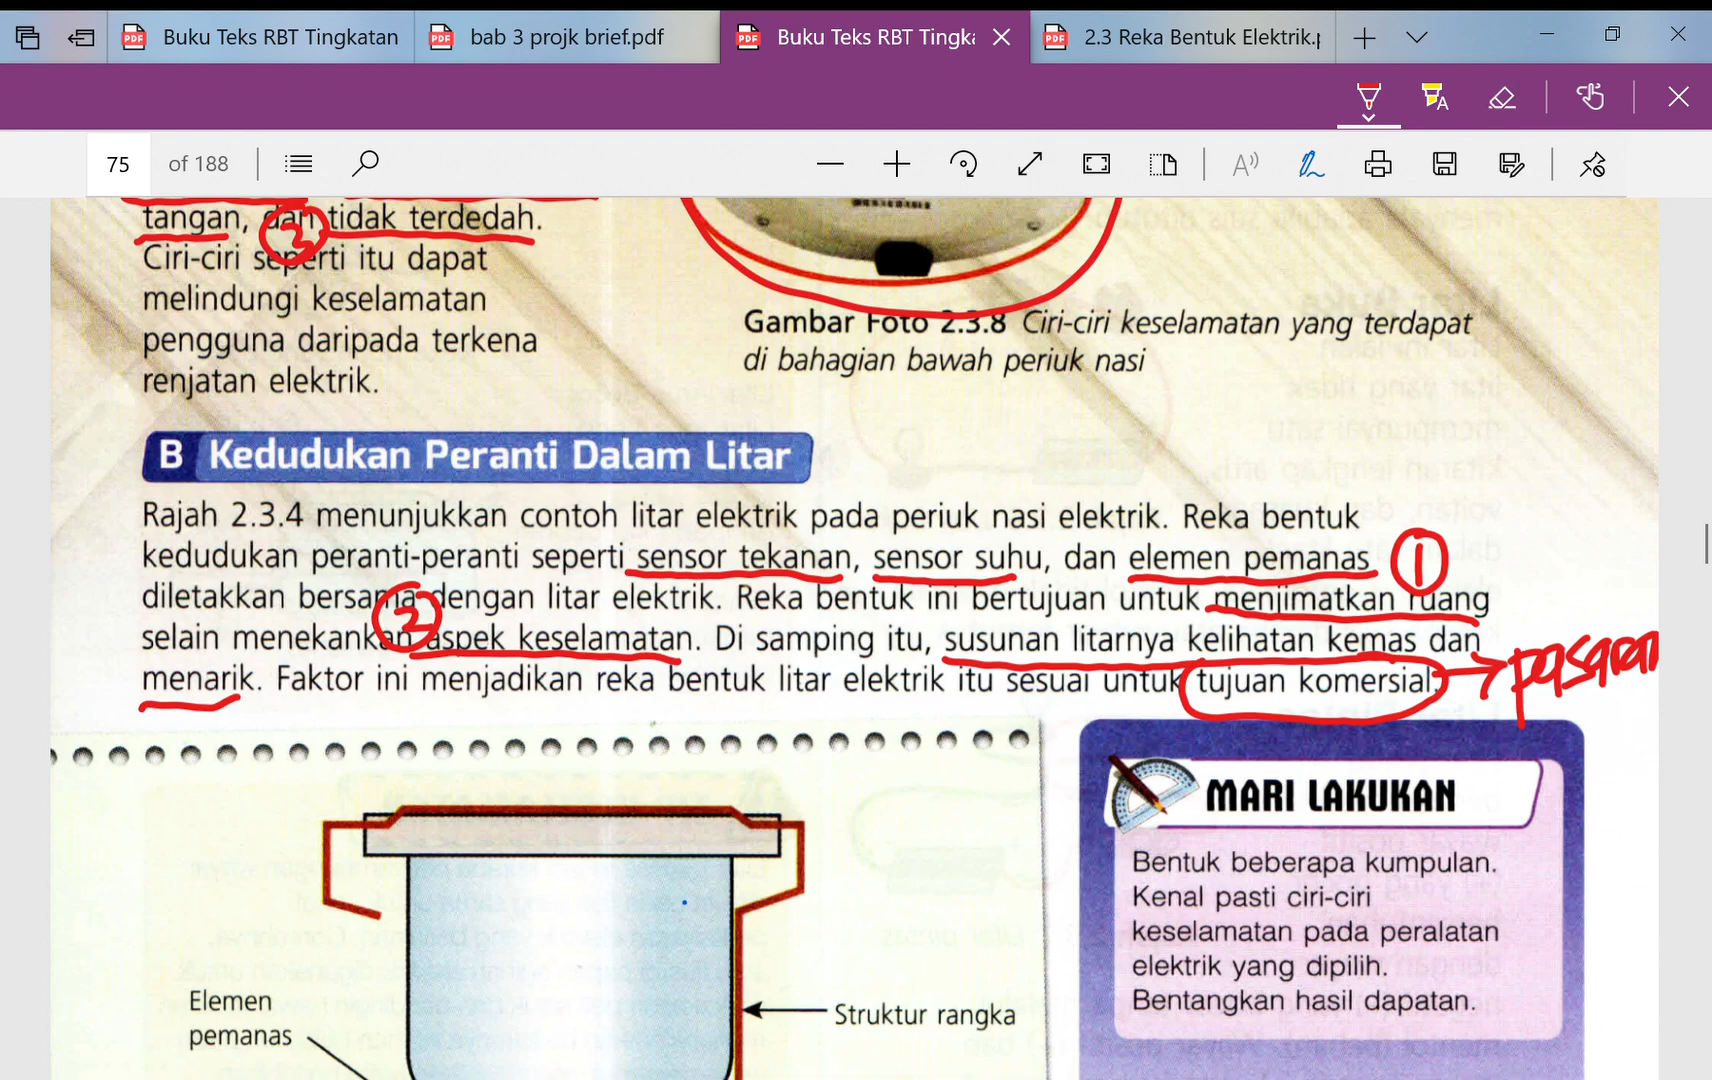 Buku Teks RBT Tingkatan
bab 3 projk brief.pdf
Buku Teks RBT Tingka
2.3 Reka Bentuk Elektrik.p
75 of 188
tangan, dan tidak terdedah.
Ciri-ciri seperti itu dapat
melindungi keselamatan
pengguna daripada terkena
renjatan elektrik.
Gambar Foto 2.3.8 Ciri-ciri keselamatan yang terdapat
di bahagian bawah periuk nasi
B Kedudukan Peranti Dalam Litar
Rajah 2.3.4 menunjukkan contoh litar elektrik pada periuk nasi elektrik. Reka bentuk
kedudukan peranti-peranti seperti sensor tekanan, sensor suhu, dan elemen pemanas 1
diletakkan bersama dengan litar elektrik. Reka bentuk ini bertujuan untuk menjimatkan ruang
2
selain menekankan aspek keselamatan. Di samping itu, susunan litarnya kelihatan kemas dan
menarik. Faktor ini menjadikan reka bentuk litar elektrik itu sesuai untuk tujuan komersial.
pasaran
MARI LAKUKAN
Bentuk beberapa kumpulan.
Kenal pasti ciri-ciri
keselamatan pada peralatan
elektrik yang dipilih.
Bentangkan hasil dapatan.
Elemen
pemanas
Struktur rangka